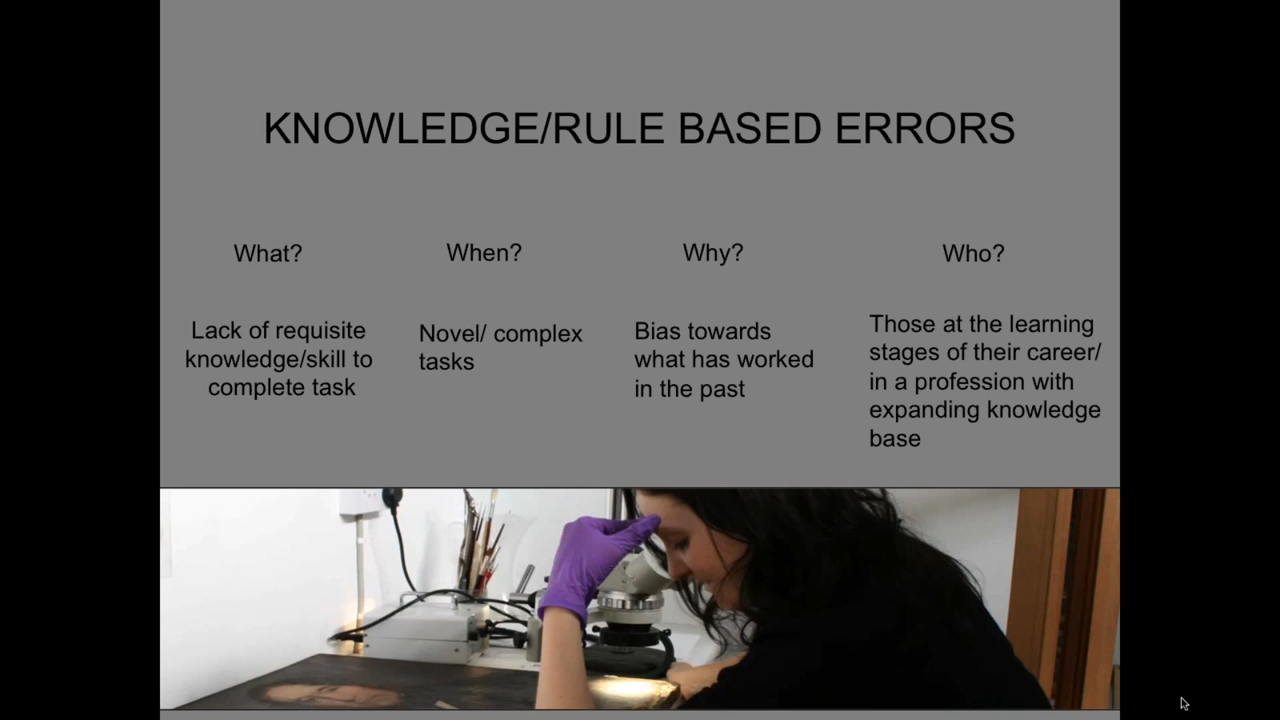 KNOWLEDGE/RULE BASED ERRORS
What?
Lack of requisite
knowledge/skill to
complete task
When?
Novel/ complex
tasks
Why?
Bias towards
what has worked
in the past
Who?
Those at the learning
stages of their career/
in a profession with
expanding knowledge
base